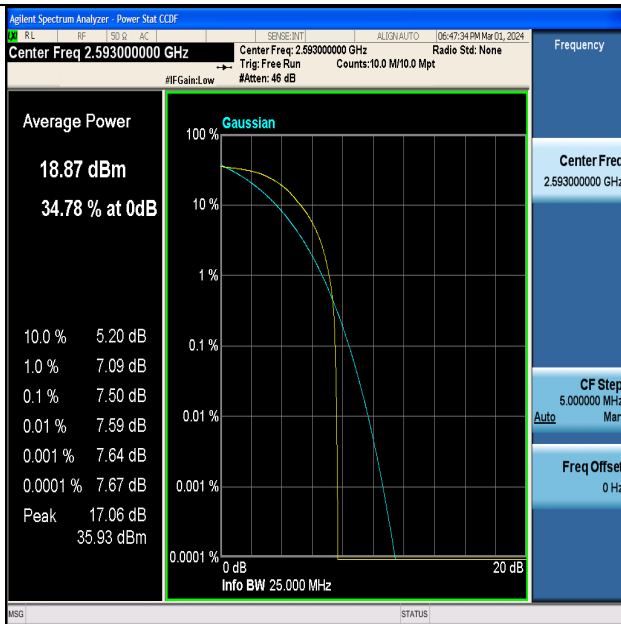 Agilent Spectrum Analyzer - Power Stat CCDF
LXI RL RF 50 Ω AC SENSE:INT ALIGNAUTO 06:47:34 PM Mar 01, 2024
Center Freq 2.593000000 GHz
Center Freq: 2.593000000 GHz Radio Std: None
Trig: Free Run Counts:10.0 M/10.0 Mpt
#IFGain:Low #Atten: 46 dB
Frequency
Average Power
18.87 dBm
34.78 % at 0dB
10.0 % 5.20 dB
1.0 % 7.09 dB
0.1 % 7.50 dB
0.01 % 7.59 dB
0.001 % 7.64 dB
0.0001 % 7.67 dB
Peak 17.06 dB
35.93 dBm
Gaussian
100 %
10 %
1 %
0.1 %
0.01 %
0.001 %
0.0001 %
0 dB 20 dB
Info BW 25.000 MHz
Center Freq
2.593000000 GHz
CF Step
5.000000 MHz
Auto Man
Freq Offset
0 Hz
MSG STATUS